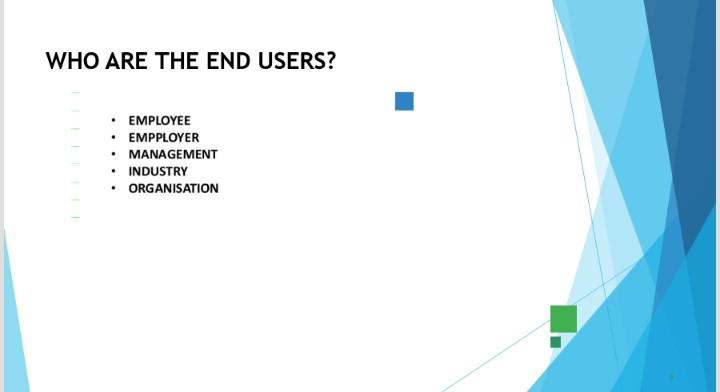 WHO ARE THE END USERS?
• EMPLOYEE
• EMPPLOYER
• MANAGEMENT
• INDUSTRY
• ORGANISATION